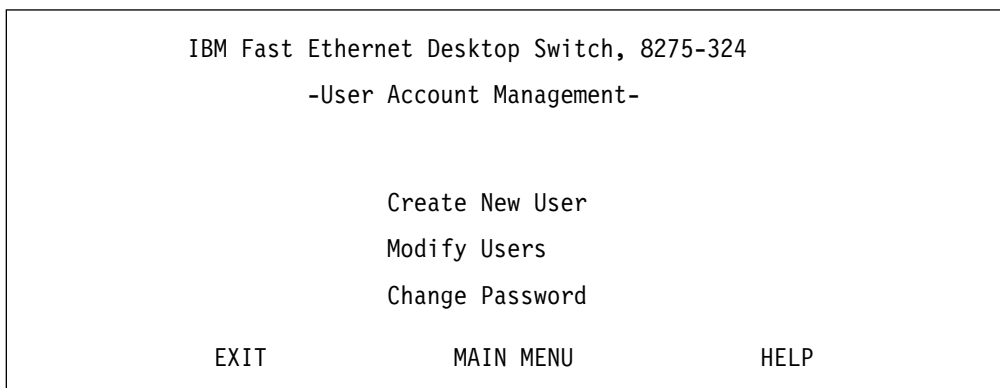 IBM Fast Ethernet Desktop Switch, 8275-324
-User Account Management-
Create New User
Modify Users
Change Password
EXIT MAIN MENU HELP